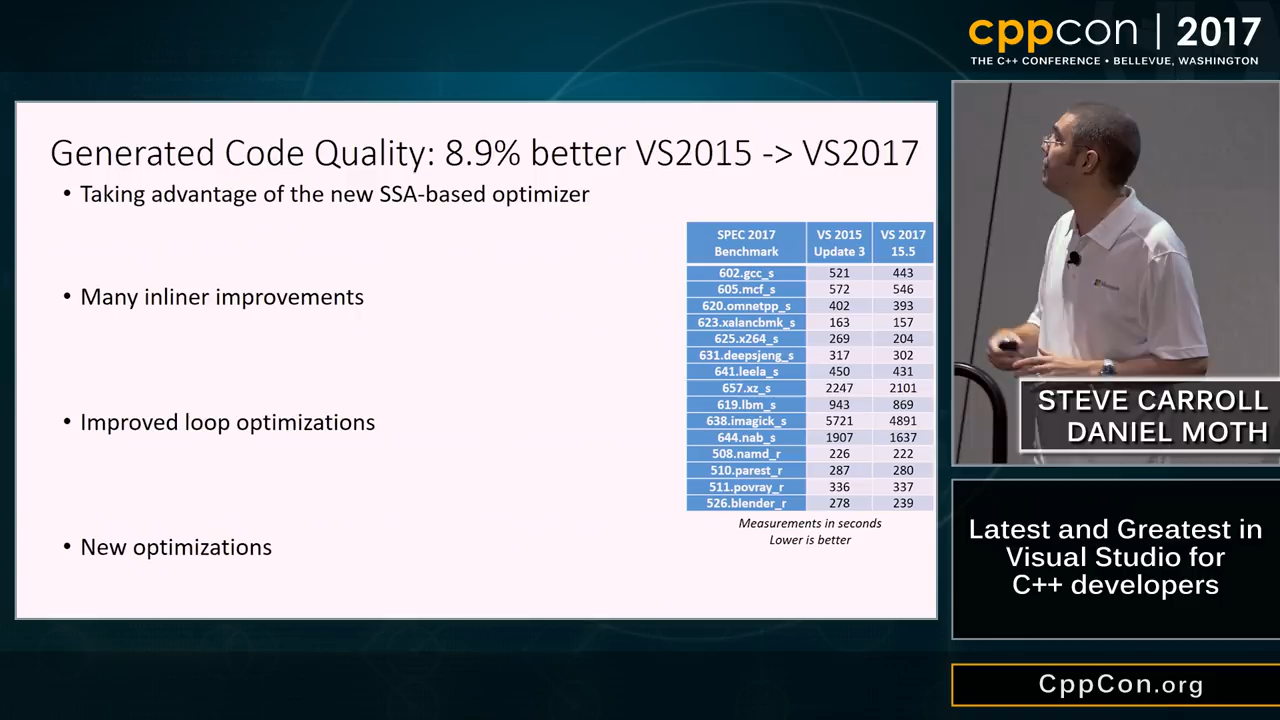 cppcon | 2017
THE C++ CONFERENCE • BELLEVUE, WASHINGTON
Generated Code Quality: 8.9% better VS2015 -> VS2017
• Taking advantage of the new SSA-based optimizer
• Many inliner improvements
• Improved loop optimizations
• New optimizations
SPEC 2017 Benchmark VS 2015 Update 3 VS 2017 15.5
602.gcc_s 521 443
605.mcf_s 572 546
620.omnetpp_s 402 393
623.xalancbmk_s 163 157
625.x264_s 269 204
631.deepsjeng_s 317 302
641.leela_s 450 431
657.xz_s 2247 2101
619.lbm_s 943 869
638.imagick_s 5721 4891
644.nab_s 1907 1637
508.namd_r 226 222
510.parest_r 287 280
511.povray_r 336 337
526.blender_r 278 239
Measurements in seconds
Lower is better
Microsoft
STEVE CARROLL
DANIEL MOTH
Latest and Greatest in
Visual Studio for
C++ developers
CppCon.org